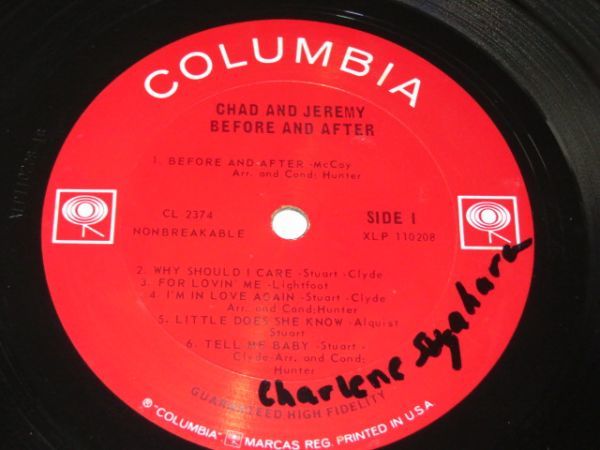 COLUMBIA
CHAD AND JEREMY
BEFORE AND AFTER
1. BEFORE AND AFTER -McCoy
Arr. and Cond: Hunter
CL 2374
NONBREAKABLE
SIDE 1
XLP 110208
2. WHY SHOULD I CARE -Stuart -Clyde
3. FOR LOVIN' ME -Lightfoot
4. I'M IN LOVE AGAIN -Stuart -Clyde
Arr. and Cond: Hunter
5. LITTLE DOES SHE KNOW -Alquist
Stuart
6. TELL ME BABY -Stuart -
Clyde-Arr. and Cond:
Hunter
Charlene
GUARANTEED HIGH FIDELITY
® "COLUMBIA" MARCAS REG. PRINTED IN U.S.A.